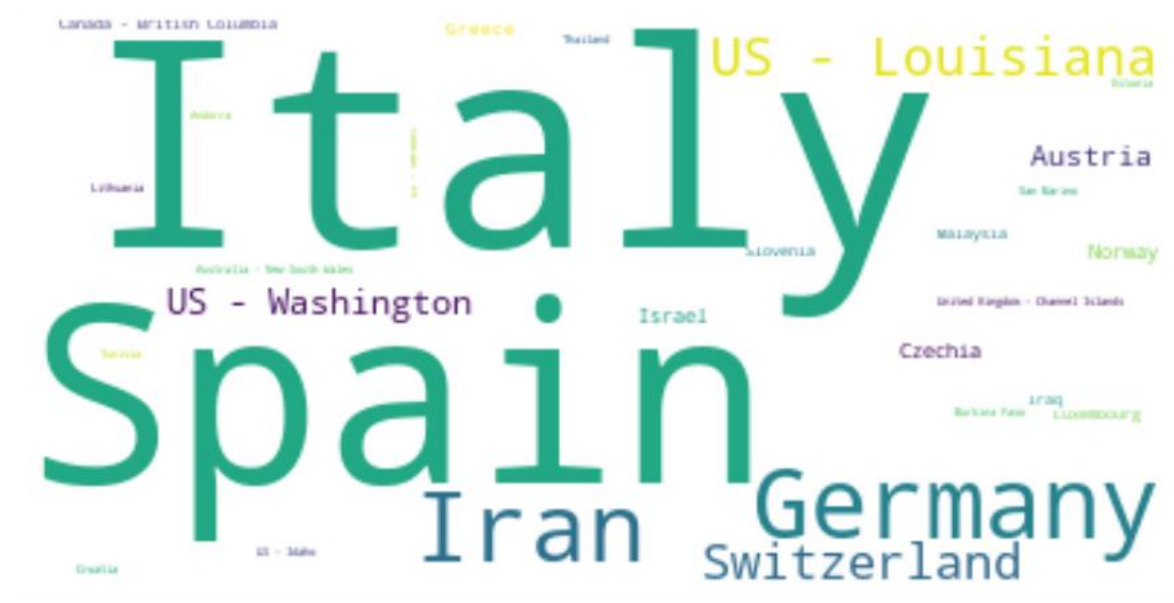 Canada - British Columbia
Greece
Thailand
Italy
US - Louisiana
Estonia
Andorra
Austria
Lithuania
San Marino
Malaysia
Slovenia
Norway
Australia - New South Wales
US - Washington
Israel
United Kingdom - Channel Islands
Spain
Tunisia
Czechia
Iraq
Burkina Faso
Luxembourg
Germany
Iran
Switzerland
US - Idaho
Croatia